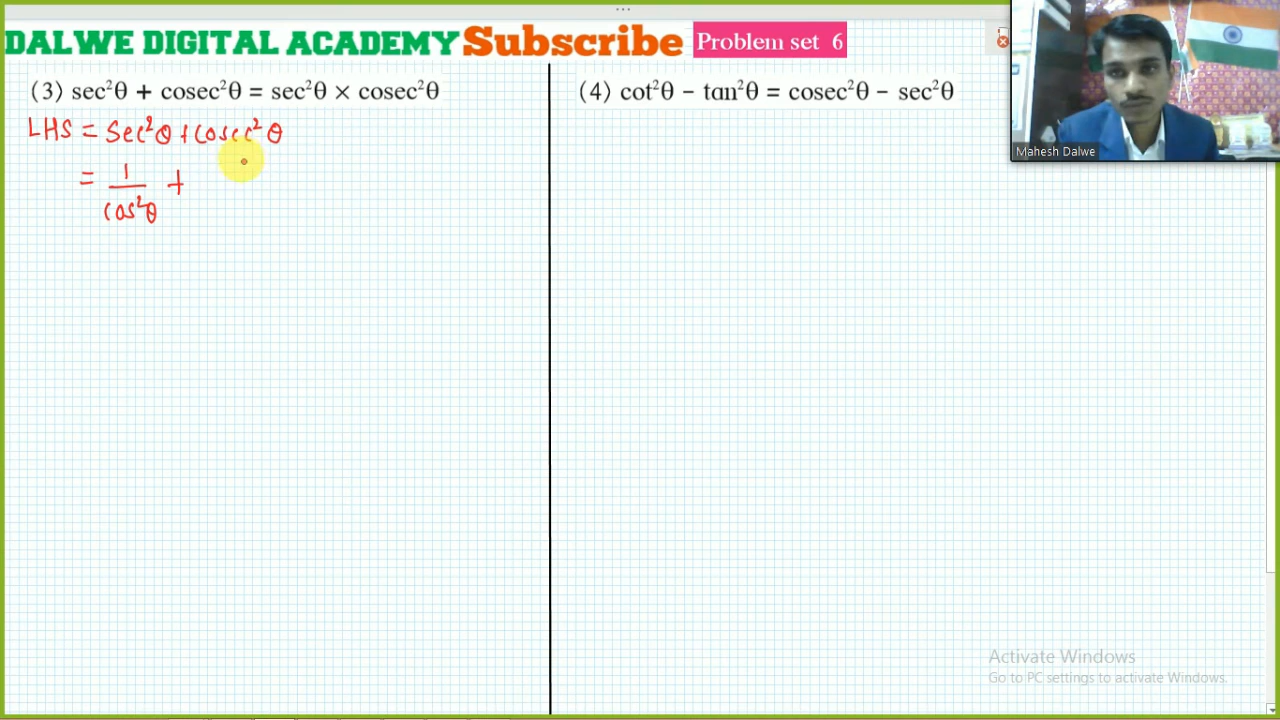 DALWE DIGITAL ACADEMY Subscribe Problem set 6
(3) sec²θ + cosec²θ = sec²θ × cosec²θ
LHS = Sec²θ + Cosec²θ
= 1/cos²θ +
(4) cot²θ − tan²θ = cosec²θ − sec²θ
Mahesh Dalwe
Activate Windows
Go to PC settings to activate Windows.